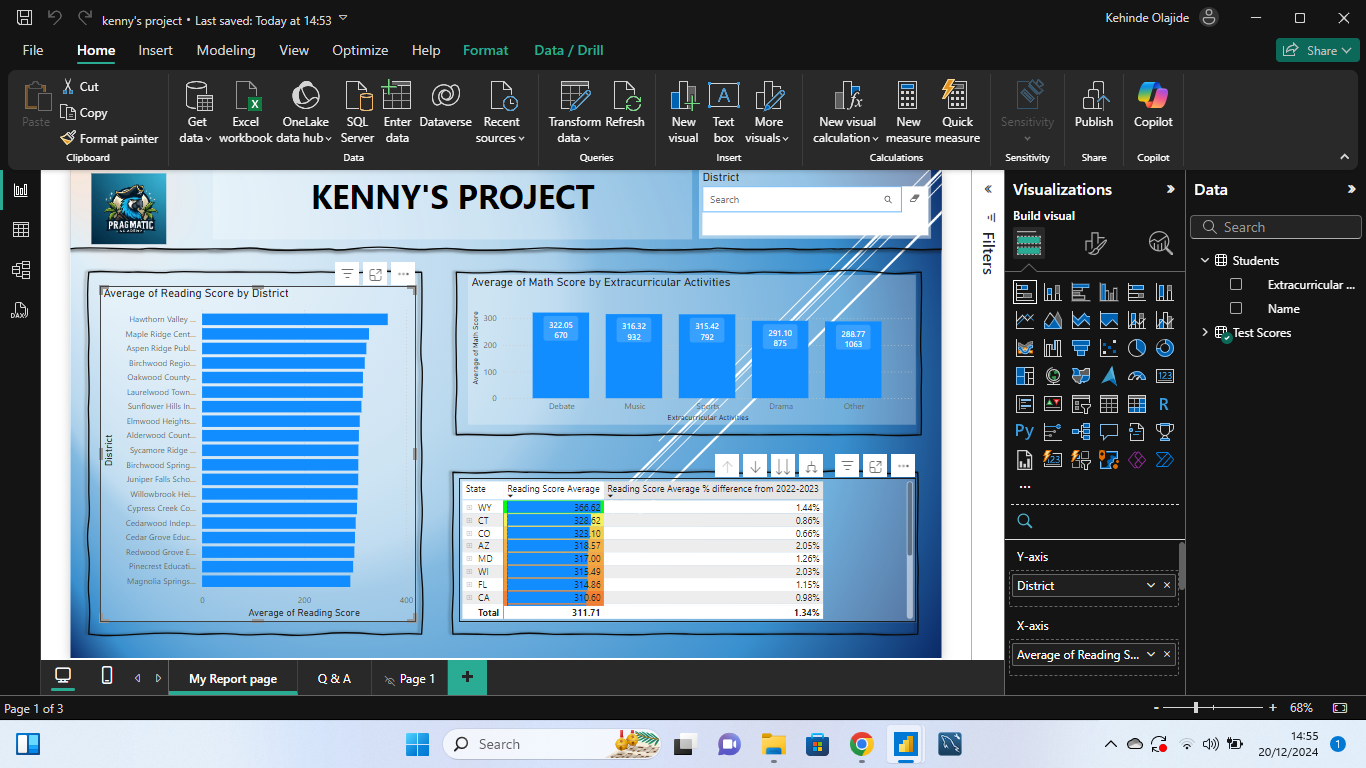 kenny's project • Last saved: Today at 14:53
Kehinde Olajide
File
Home
Insert
Modeling
View
Optimize
Help
Format
Data / Drill
Share
Paste
Cut
Copy
Format painter
Clipboard
Get data
Excel workbook
OneLake data hub
SQL Server
Enter data
Dataverse
Recent sources
Data
Transform data
Refresh
Queries
New visual
Text box
More visuals
Insert
New visual calculation
New measure
Quick measure
Calculations
Sensitivity
Sensitivity
Publish
Share
Copilot
Copilot
PRAGMATIC
KENNY'S PROJECT
District
Search
Average of Reading Score by District
District
Hawthorn Valley ...
Maple Ridge Cent...
Aspen Ridge Publ...
Birchwood Regio...
Oakwood County...
Laurelwood Town...
Sunflower Hills In...
Elmwood Heights...
Alderwood Count...
Sycamore Ridge ...
Birchwood Spring...
Juniper Falls Scho...
Willowbrook Hei...
Cypress Creek Co...
Cedarwood Indep...
Cedar Grove Educ...
Redwood Grove E...
Pinecrest Educati...
Magnolia Springs...
0 200 400
Average of Reading Score
Average of Math Score by Extracurricular Activities
Average of Math Score
300
200
100
0
322.05 316.32 315.42 291.10 288.77
670 932 792 875 1063
Debate Music Sports Drama Other
Extracurricular Activities
State Reading Score Average Reading Score Average % difference from 2022-2023
WY 366.62 1.44%
CT 328.62 0.86%
CO 323.10 0.66%
AZ 318.57 2.05%
MD 317.00 1.26%
WI 315.49 2.03%
FL 314.86 1.15%
CA 310.60 0.98%
Total 311.71 1.34%
Filters
Visualizations
Build visual
R
Py
123
Y-axis
District
X-axis
Average of Reading S...
Data
Search
Students
Extracurricular ...
Name
Test Scores
My Report page
Q & A
Page 1
Page 1 of 3
68%
Search
14:55
20/12/2024
1